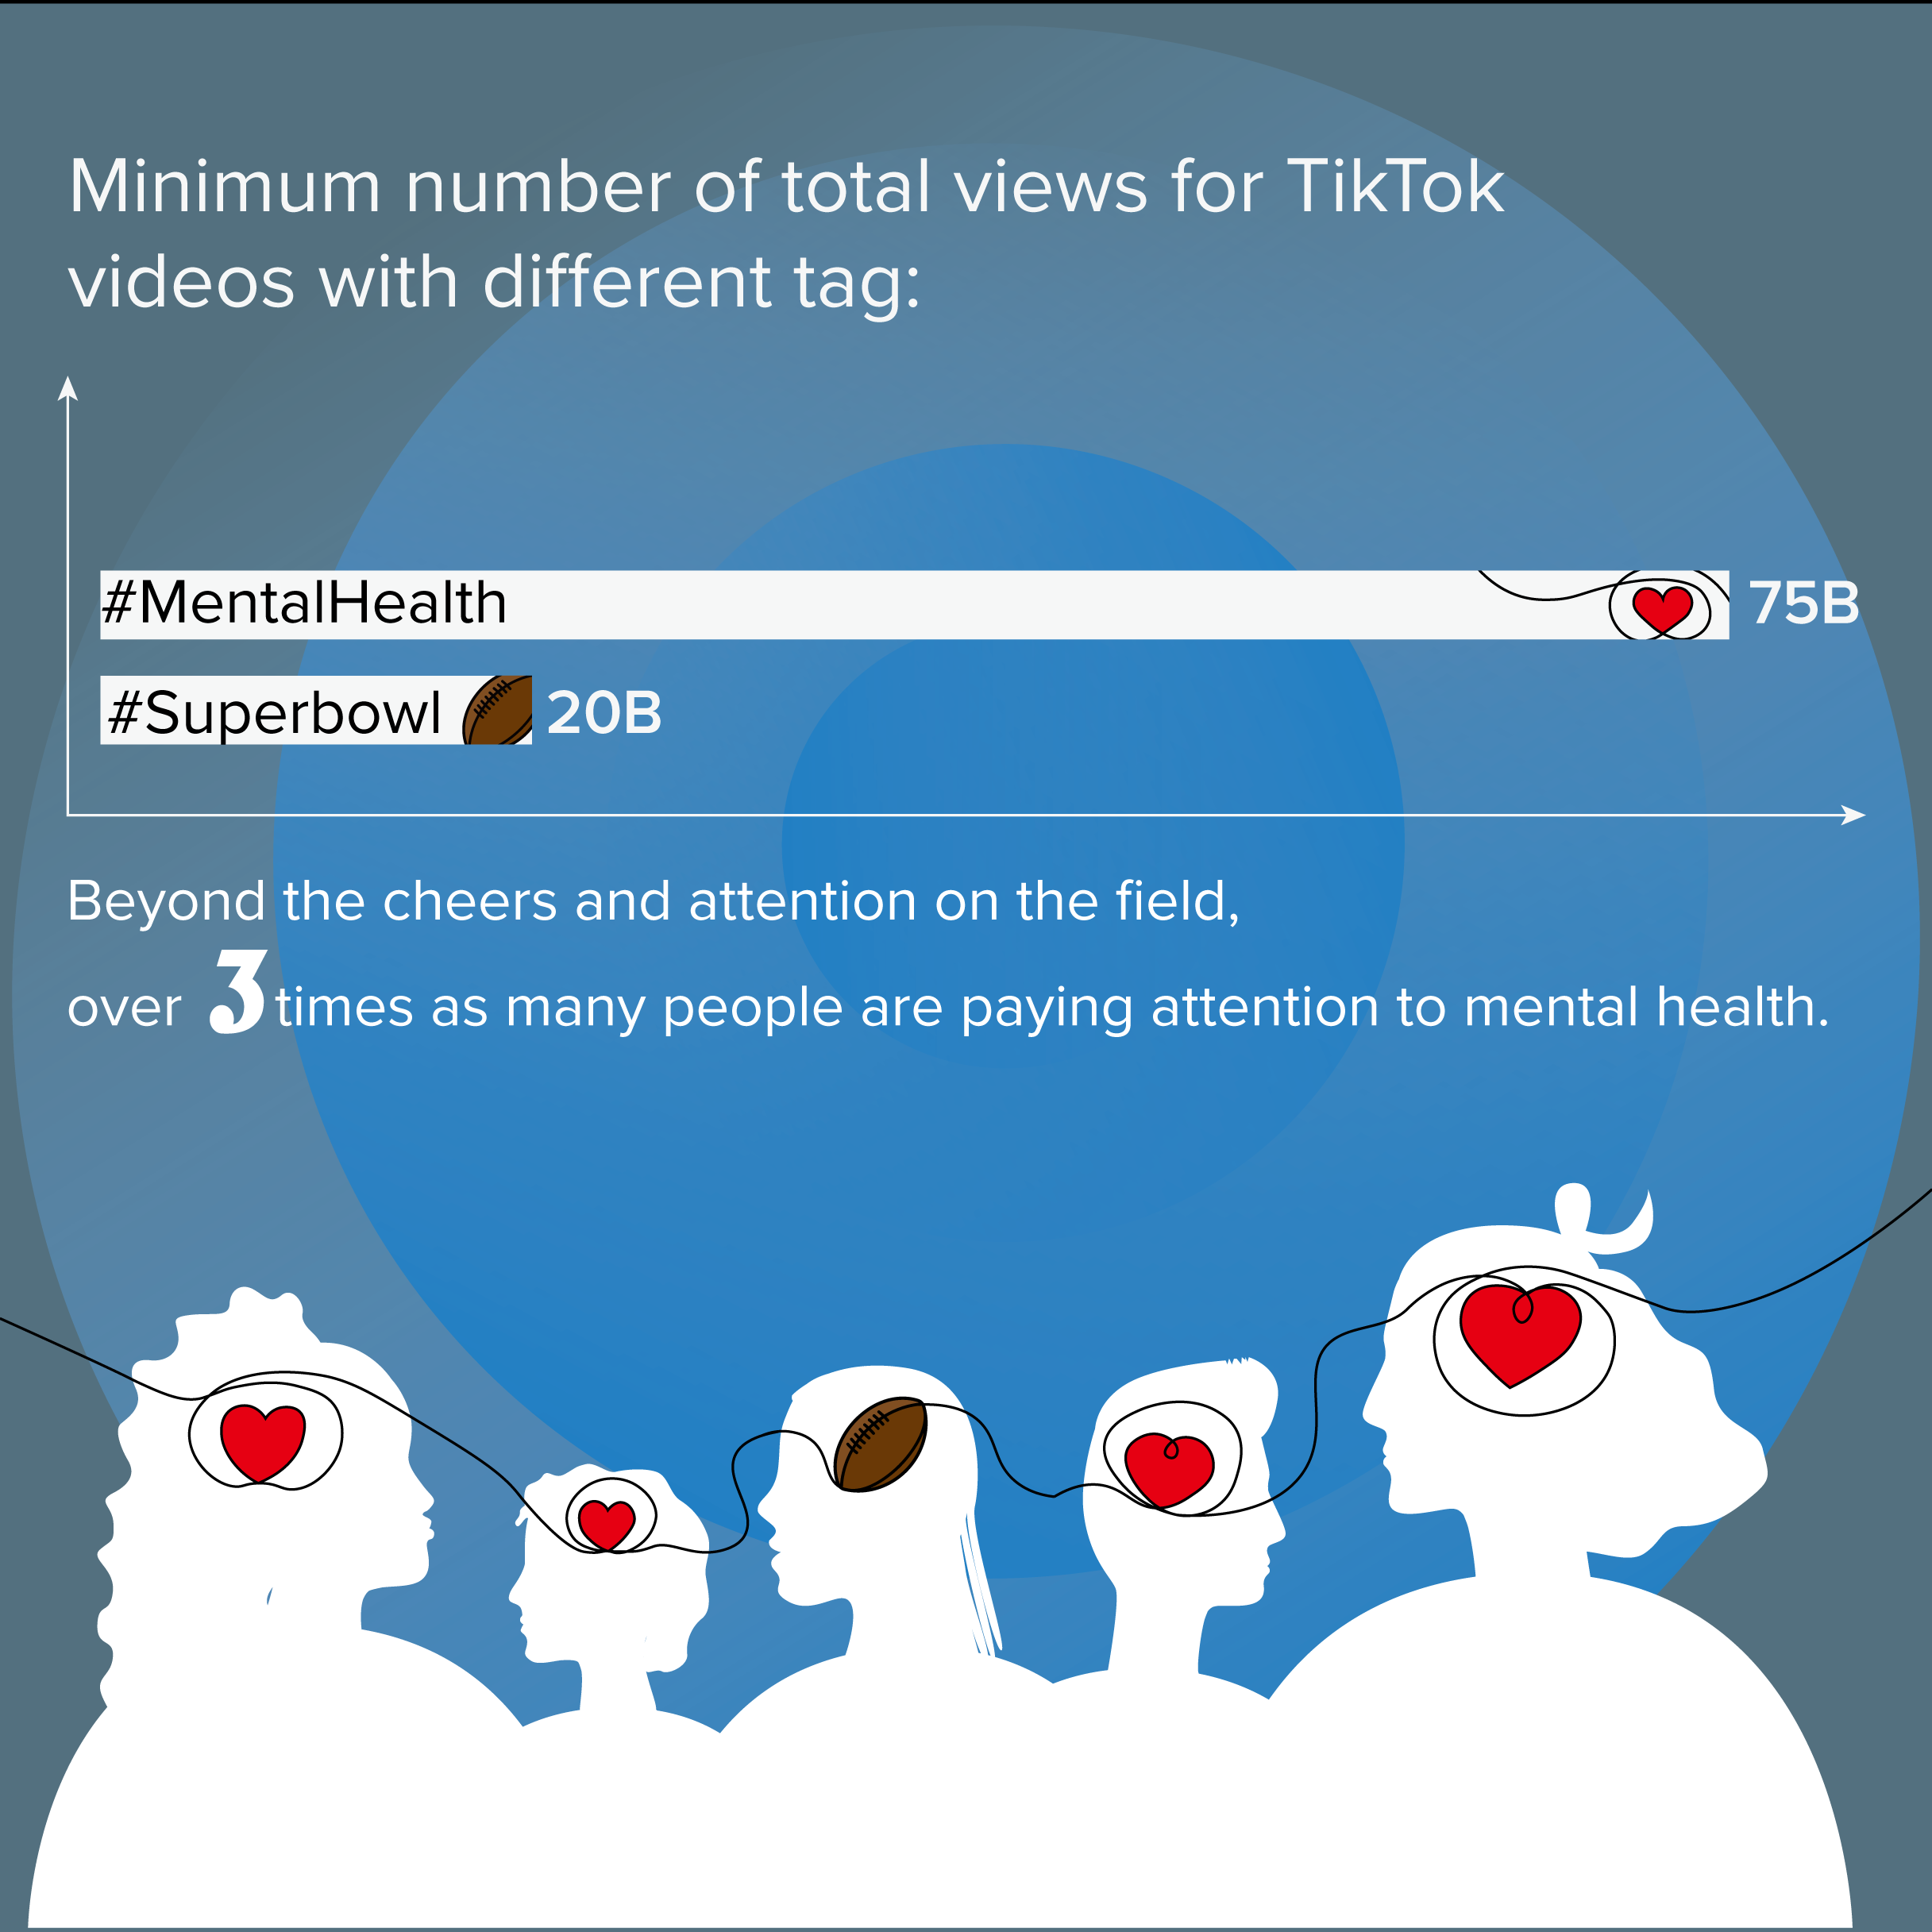 Minimum number of total views for TikTok
videos with different tag:
#MentalHealth 75B
#Superbowl 20B
Beyond the cheers and attention on the field,
over 3 times as many people are paying attention to mental health.